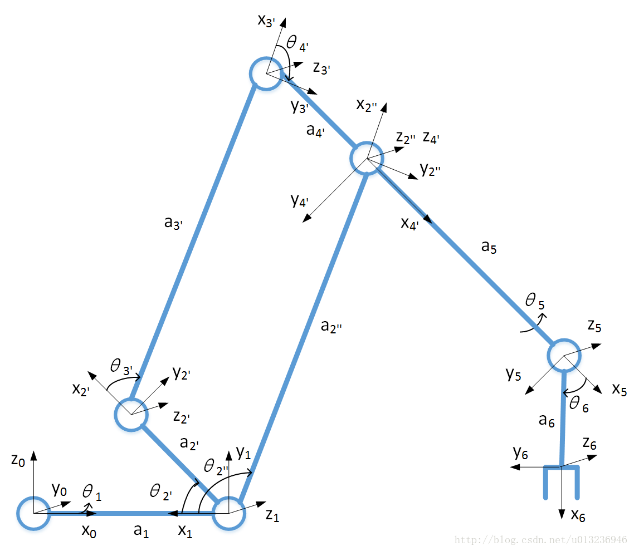 x3'
θ4'
z3'
y3'
a4'
x2"
z2" z4'
y2"
y4'
x4'
a3'
a5
a2"
θ5
z5
θ3'
x2'
y2'
z2'
y5
x5
θ6
a6
a2'
y1
θ2"
z0
y0
θ1
θ2'
z1
x0
a1
x1
y6
z6
x6
http://blog.csdn.net/u013236946